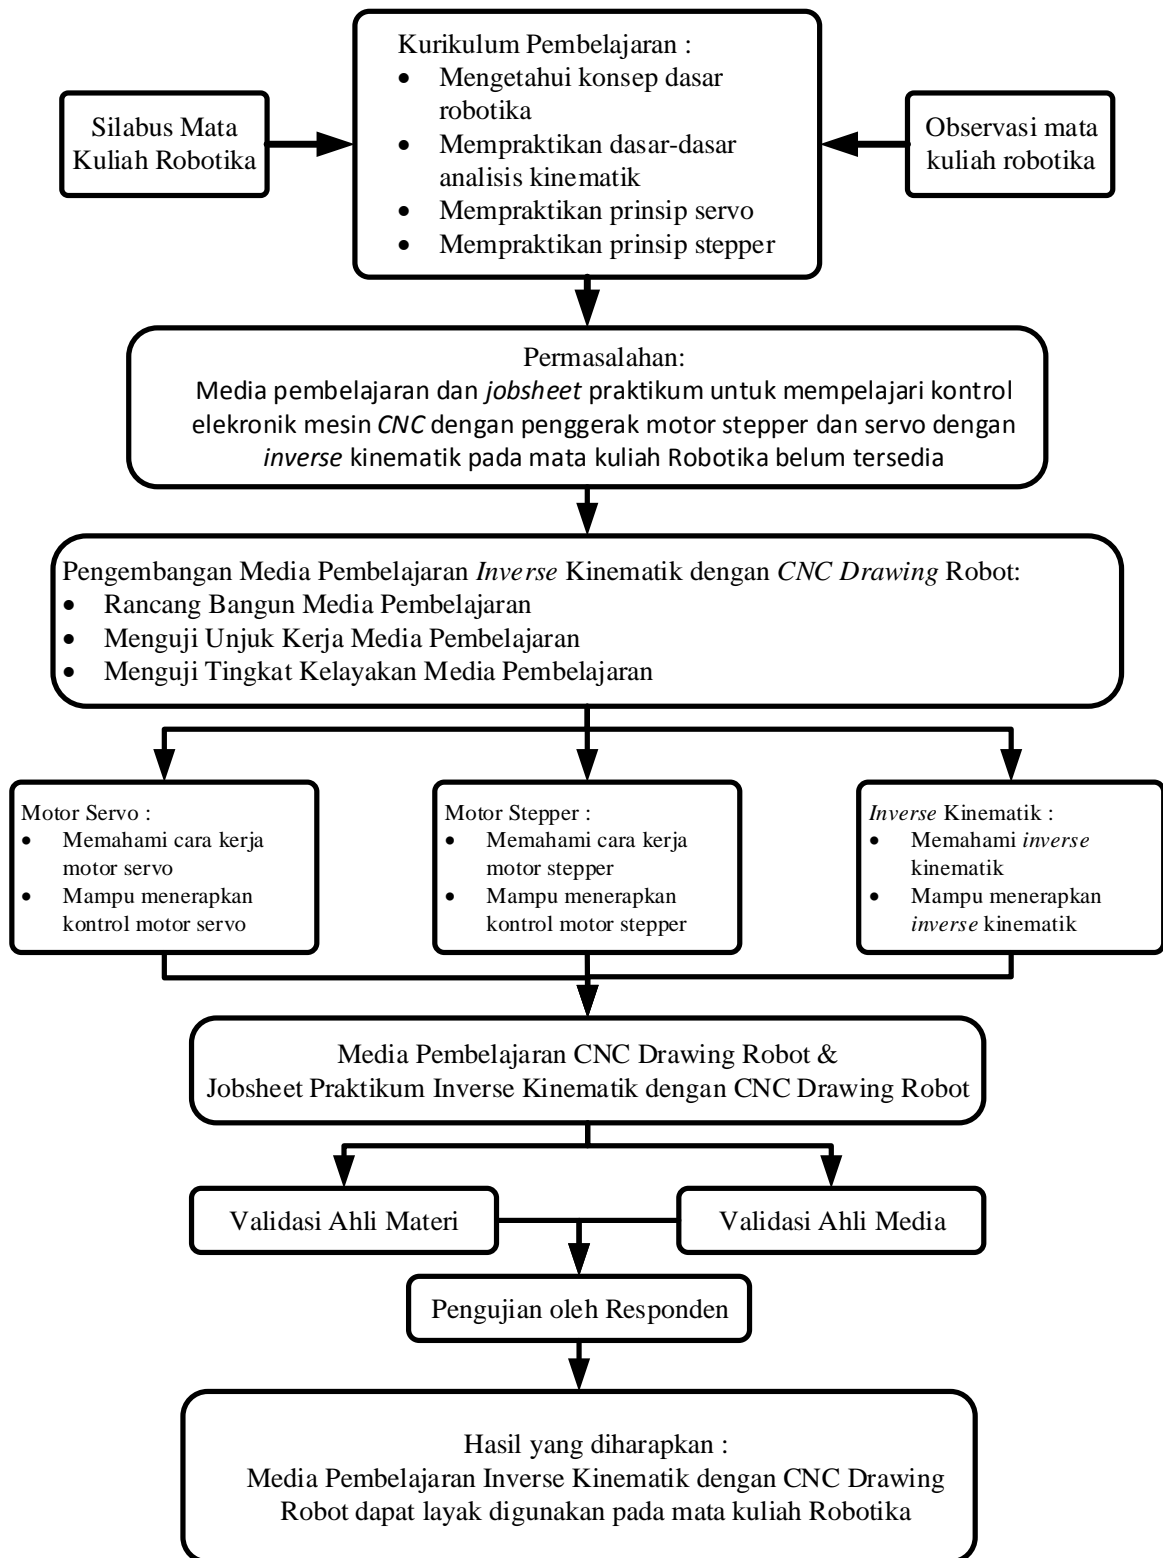 Kurikulum Pembelajaran :
• Mengetahui konsep dasar
robotika
• Mempraktikan dasar-dasar
analisis kinematik
• Mempraktikan prinsip servo
• Mempraktikan prinsip stepper
Silabus Mata
Kuliah Robotika
Observasi mata
kuliah robotika
Permasalahan:
Media pembelajaran dan jobsheet praktikum untuk mempelajari kontrol
elekronik mesin CNC dengan penggerak motor stepper dan servo dengan
inverse kinematik pada mata kuliah Robotika belum tersedia
Pengembangan Media Pembelajaran Inverse Kinematik dengan CNC Drawing Robot:
• Rancang Bangun Media Pembelajaran
• Menguji Unjuk Kerja Media Pembelajaran
• Menguji Tingkat Kelayakan Media Pembelajaran
Motor Servo :
• Memahami cara kerja
motor servo
• Mampu menerapkan
kontrol motor servo
Motor Stepper :
• Memahami cara kerja
motor stepper
• Mampu menerapkan
kontrol motor stepper
Inverse Kinematik :
• Memahami inverse
kinematik
• Mampu menerapkan
inverse kinematik
Media Pembelajaran CNC Drawing Robot &
Jobsheet Praktikum Inverse Kinematik dengan CNC Drawing Robot
Validasi Ahli Materi
Validasi Ahli Media
Pengujian oleh Responden
Hasil yang diharapkan :
Media Pembelajaran Inverse Kinematik dengan CNC Drawing
Robot dapat layak digunakan pada mata kuliah Robotika